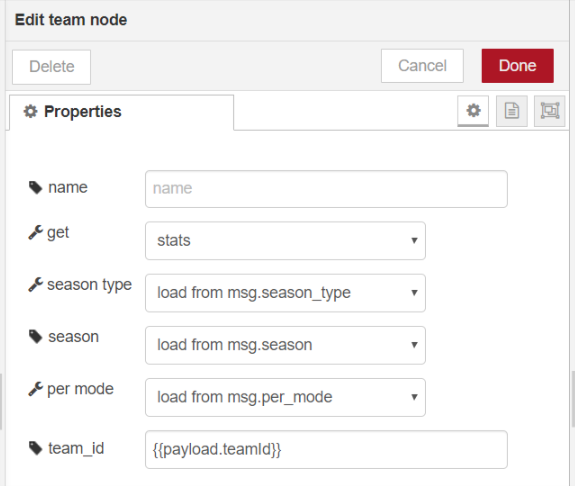 Edit team node
Delete
Cancel
Done
Properties
name
name
get
stats
season type
load from msg.season_type
season
load from msg.season
per mode
load from msg.per_mode
team_id
{{payload.teamId}}